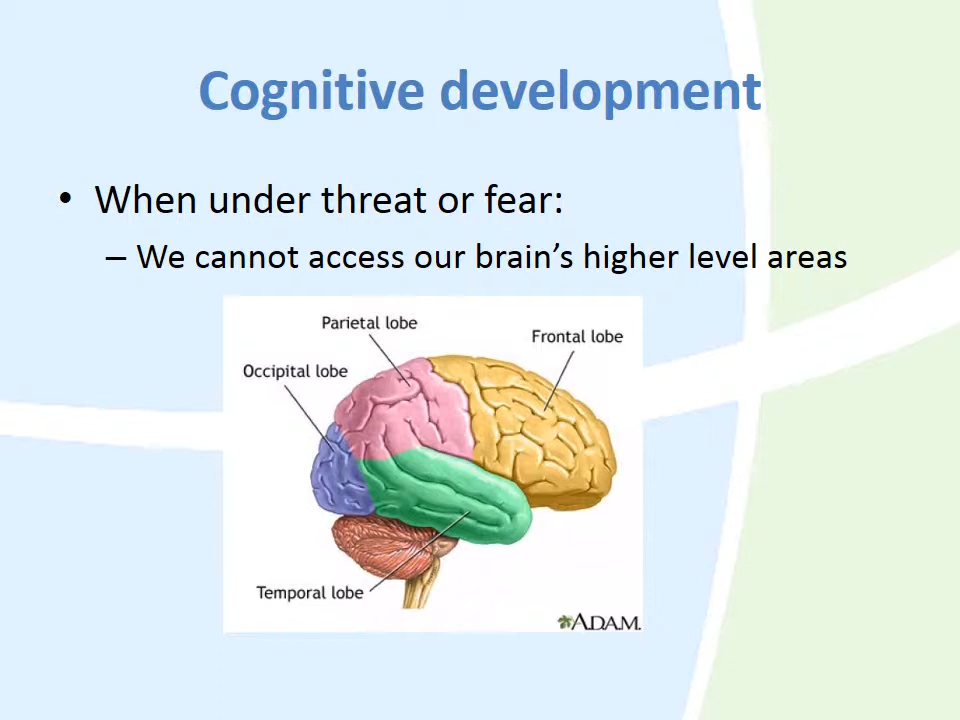 Cognitive development
• When under threat or fear:
– We cannot access our brain's higher level areas
Parietal lobe
Frontal lobe
Occipital lobe
Temporal lobe
A.D.A.M.